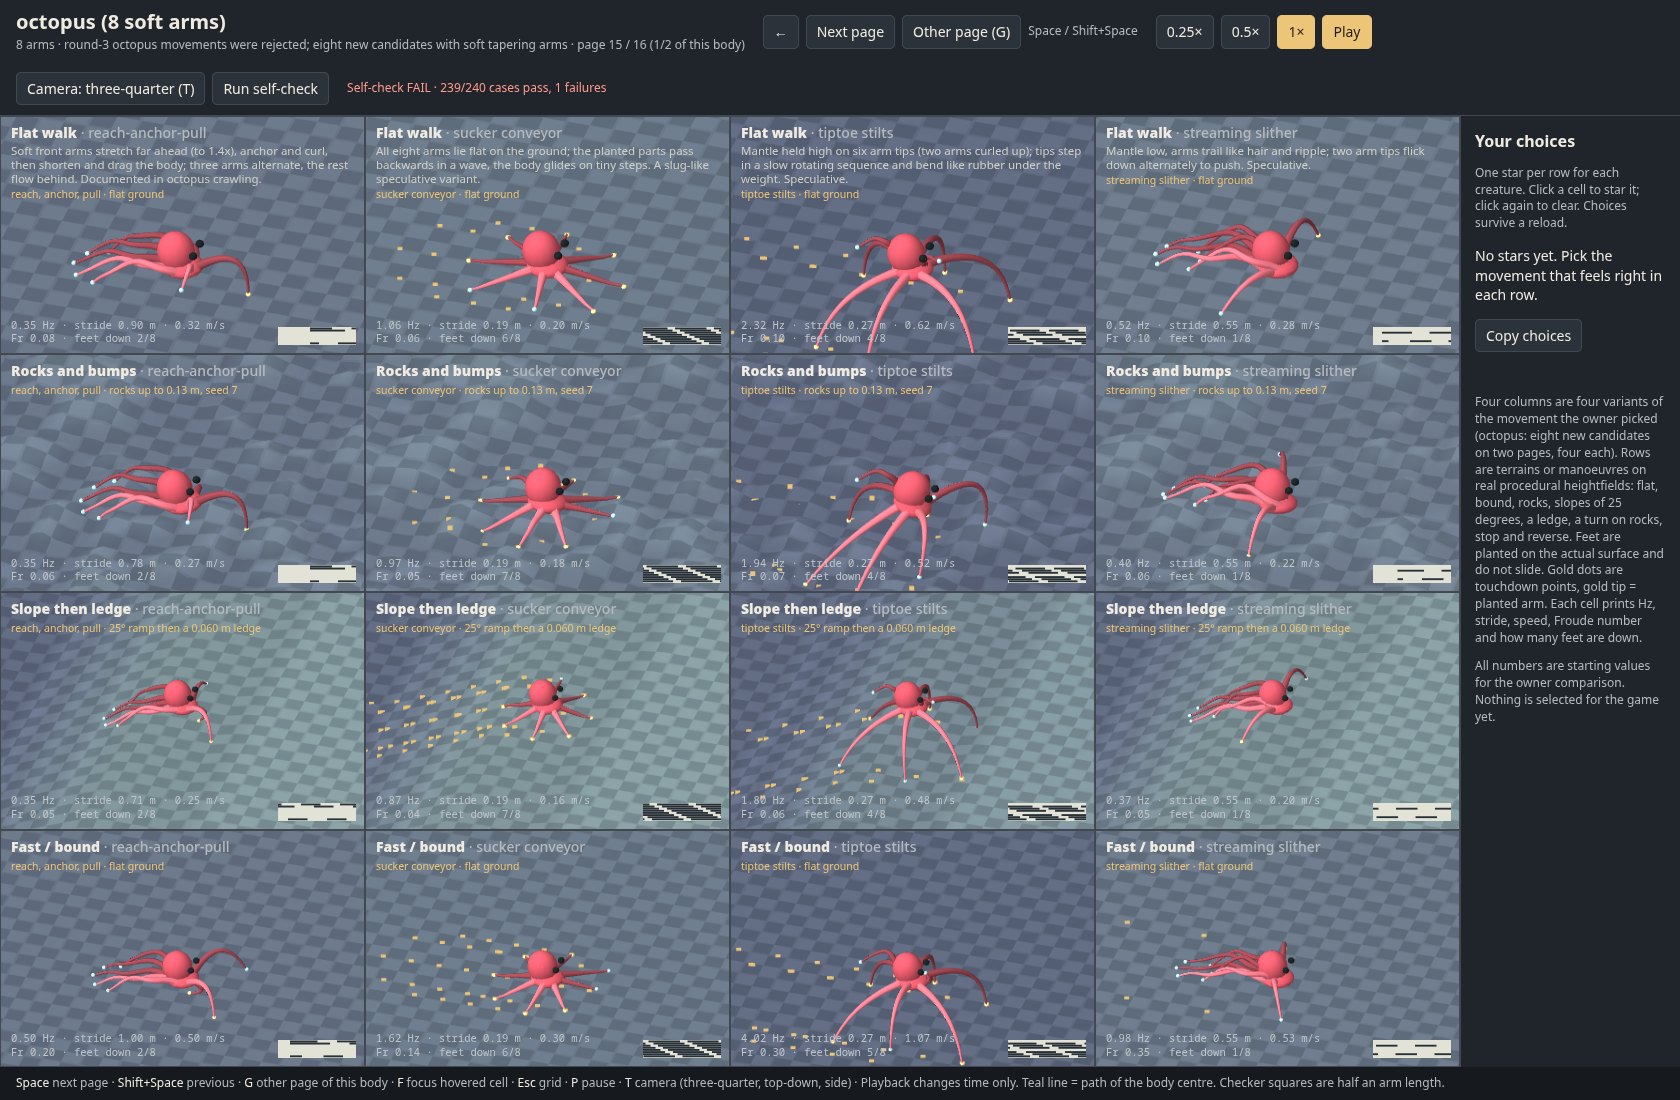 octopus (8 soft arms)
8 arms · round-3 octopus movements were rejected; eight new candidates with soft tapering arms · page 15 / 16 (1/2 of this body)
←
Next page
Other page (G)
Space / Shift+Space
0.25×
0.5×
1×
Play
Camera: three-quarter (T)
Run self-check
Self-check FAIL · 239/240 cases pass, 1 failures
Flat walk · reach-anchor-pull
Soft front arms stretch far ahead (to 1.4x), anchor and curl,
then shorten and drag the body; three arms alternate, the rest
flow behind. Documented in octopus crawling.
reach, anchor, pull · flat ground
0.35 Hz · stride 0.90 m · 0.32 m/s
Fr 0.08 · feet down 2/8
Flat walk · sucker conveyor
All eight arms lie flat on the ground; the planted parts pass
backwards in a wave, the body glides on tiny steps. A slug-like
speculative variant.
sucker conveyor · flat ground
1.06 Hz · stride 0.19 m · 0.20 m/s
Fr 0.06 · feet down 6/8
Flat walk · tiptoe stilts
Mantle held high on six arm tips (two arms curled up); tips step
in a slow rotating sequence and bend like rubber under the
weight. Speculative.
tiptoe stilts · flat ground
2.32 Hz · stride 0.27 m · 0.62 m/s
Fr 0.10 · feet down 4/8
Flat walk · streaming slither
Mantle low, arms trail like hair and ripple; two arm tips flick
down alternately to push. Speculative.
streaming slither · flat ground
0.52 Hz · stride 0.55 m · 0.28 m/s
Fr 0.10 · feet down 1/8
Rocks and bumps · reach-anchor-pull
reach, anchor, pull · rocks up to 0.13 m, seed 7
0.35 Hz · stride 0.78 m · 0.27 m/s
Fr 0.06 · feet down 2/8
Rocks and bumps · sucker conveyor
sucker conveyor · rocks up to 0.13 m, seed 7
0.97 Hz · stride 0.19 m · 0.18 m/s
Fr 0.05 · feet down 7/8
Rocks and bumps · tiptoe stilts
tiptoe stilts · rocks up to 0.13 m, seed 7
1.94 Hz · stride 0.27 m · 0.52 m/s
Fr 0.07 · feet down 4/8
Rocks and bumps · streaming slither
streaming slither · rocks up to 0.13 m, seed 7
0.40 Hz · stride 0.55 m · 0.22 m/s
Fr 0.06 · feet down 1/8
Slope then ledge · reach-anchor-pull
reach, anchor, pull · 25° ramp then a 0.060 m ledge
0.35 Hz · stride 0.71 m · 0.25 m/s
Fr 0.05 · feet down 2/8
Slope then ledge · sucker conveyor
sucker conveyor · 25° ramp then a 0.060 m ledge
0.87 Hz · stride 0.19 m · 0.16 m/s
Fr 0.04 · feet down 7/8
Slope then ledge · tiptoe stilts
tiptoe stilts · 25° ramp then a 0.060 m ledge
1.80 Hz · stride 0.27 m · 0.48 m/s
Fr 0.06 · feet down 4/8
Slope then ledge · streaming slither
streaming slither · 25° ramp then a 0.060 m ledge
0.37 Hz · stride 0.55 m · 0.20 m/s
Fr 0.05 · feet down 1/8
Fast / bound · reach-anchor-pull
reach, anchor, pull · flat ground
0.50 Hz · stride 1.00 m · 0.50 m/s
Fr 0.20 · feet down 2/8
Fast / bound · sucker conveyor
sucker conveyor · flat ground
1.62 Hz · stride 0.19 m · 0.30 m/s
Fr 0.14 · feet down 6/8
Fast / bound · tiptoe stilts
tiptoe stilts · flat ground
4.02 Hz · stride 0.27 m · 1.07 m/s
Fr 0.30 · feet down 5/8
Fast / bound · streaming slither
streaming slither · flat ground
0.98 Hz · stride 0.55 m · 0.53 m/s
Fr 0.35 · feet down 1/8
Your choices
One star per row for each
creature. Click a cell to star it;
click again to clear. Choices
survive a reload.
No stars yet. Pick the
movement that feels right in
each row.
Copy choices
Four columns are four variants of
the movement the owner picked
(octopus: eight new candidates
on two pages, four each). Rows
are terrains or manoeuvres on
real procedural heightfields: flat,
bound, rocks, slopes of 25
degrees, a ledge, a turn on rocks,
stop and reverse. Feet are
planted on the actual surface and
do not slide. Gold dots are
touchdown points, gold tip =
planted arm. Each cell prints Hz,
stride, speed, Froude number
and how many feet are down.
All numbers are starting values
for the owner comparison.
Nothing is selected for the game
yet.
Space next page · Shift+Space previous · G other page of this body · F focus hovered cell · Esc grid · P pause · T camera (three-quarter, top-down, side) · Playback changes time only. Teal line = path of the body centre. Checker squares are half an arm length.